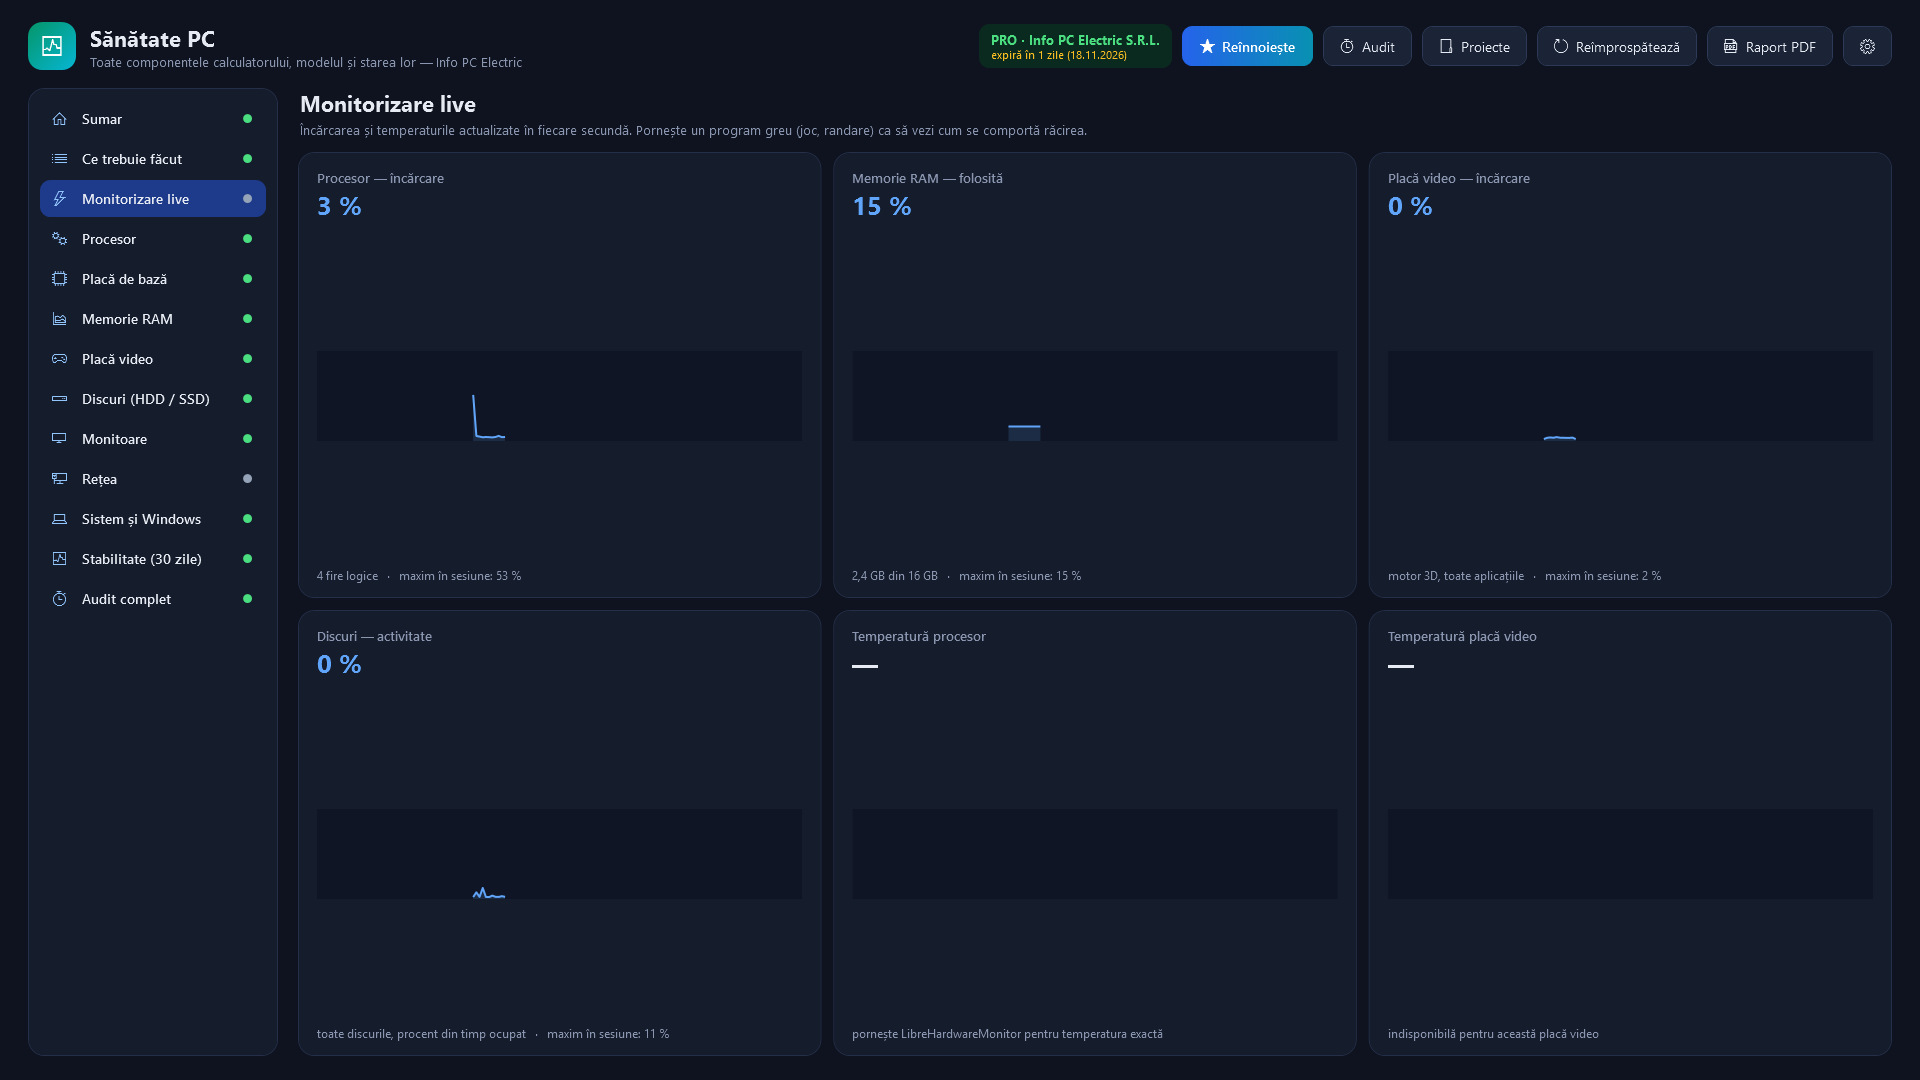 Sănătate PC
Toate componentele calculatorului, modelul și starea lor — Info PC Electric
PRO · Info PC Electric S.R.L.
expiră în 1 zile (18.11.2026)
Reînnoiește
Audit
Proiecte
Reîmprospătează
Raport PDF
Sumar
Ce trebuie făcut
Monitorizare live
Procesor
Placă de bază
Memorie RAM
Placă video
Discuri (HDD / SSD)
Monitoare
Rețea
Sistem și Windows
Stabilitate (30 zile)
Audit complet
Monitorizare live
Încărcarea și temperaturile actualizate în fiecare secundă. Pornește un program greu (joc, randare) ca să vezi cum se comportă răcirea.
Procesor — încărcare
3 %
4 fire logice · maxim în sesiune: 53 %
Memorie RAM — folosită
15 %
2,4 GB din 16 GB · maxim în sesiune: 15 %
Placă video — încărcare
0 %
motor 3D, toate aplicațiile · maxim în sesiune: 2 %
Discuri — activitate
0 %
toate discurile, procent din timp ocupat · maxim în sesiune: 11 %
Temperatură procesor
—
pornește LibreHardwareMonitor pentru temperatura exactă
Temperatură placă video
—
indisponibilă pentru această placă video